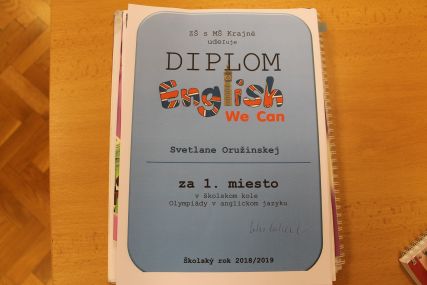 ZŠ s MŠ Krajné
udeľuje
DIPLOM
English
We Can
Svetlane Oružinskej
za 1. miesto
v školskom kole
Olympiády v anglickom jazyku
Školský rok 2018/2019